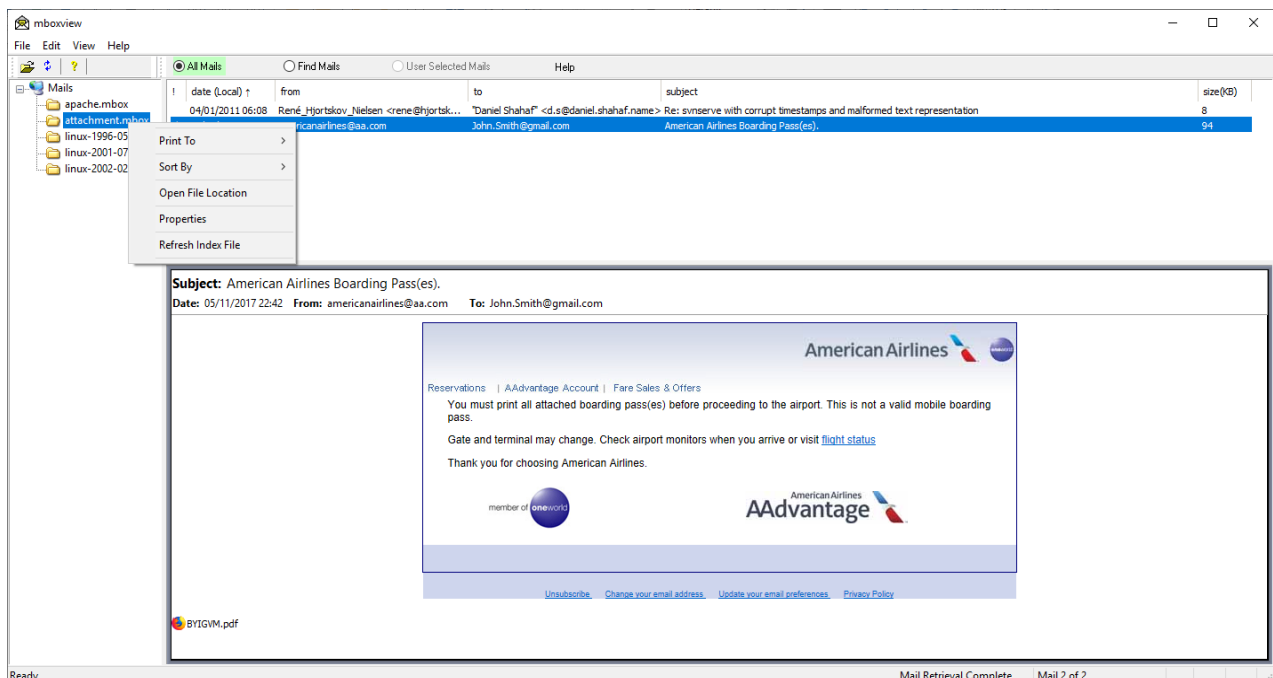 mboxview
File Edit View Help
All Mails Find Mails User Selected Mails Help
Mails
apache.mbox
attachment.mbox
linux-1996-05
linux-2001-07
linux-2002-02
Print To
Sort By
Open File Location
Properties
Refresh Index File
! date (Local) ↑ from to subject size(KB)
04/01/2011 06:08 René_Hjortskov_Nielsen <rene@hjortsk... "Daniel Shahaf" <d.s@daniel.shahaf.name> Re: svnserve with corrupt timestamps and malformed text representation 8
ricanairlines@aa.com John.Smith@gmail.com American Airlines Boarding Pass(es). 94
Subject: American Airlines Boarding Pass(es).
Date: 05/11/2017 22:42 From: americanairlines@aa.com To: John.Smith@gmail.com
American Airlines oneworld
Reservations | AAdvantage Account | Fare Sales & Offers
You must print all attached boarding pass(es) before proceeding to the airport. This is not a valid mobile boarding
pass.
Gate and terminal may change. Check airport monitors when you arrive or visit flight status
Thank you for choosing American Airlines.
member of oneworld
American Airlines
AAdvantage
Unsubscribe Change your email address Update your email preferences Privacy Policy
BYIGVM.pdf
Ready Mail Retrieval Complete Mail 2 of 2